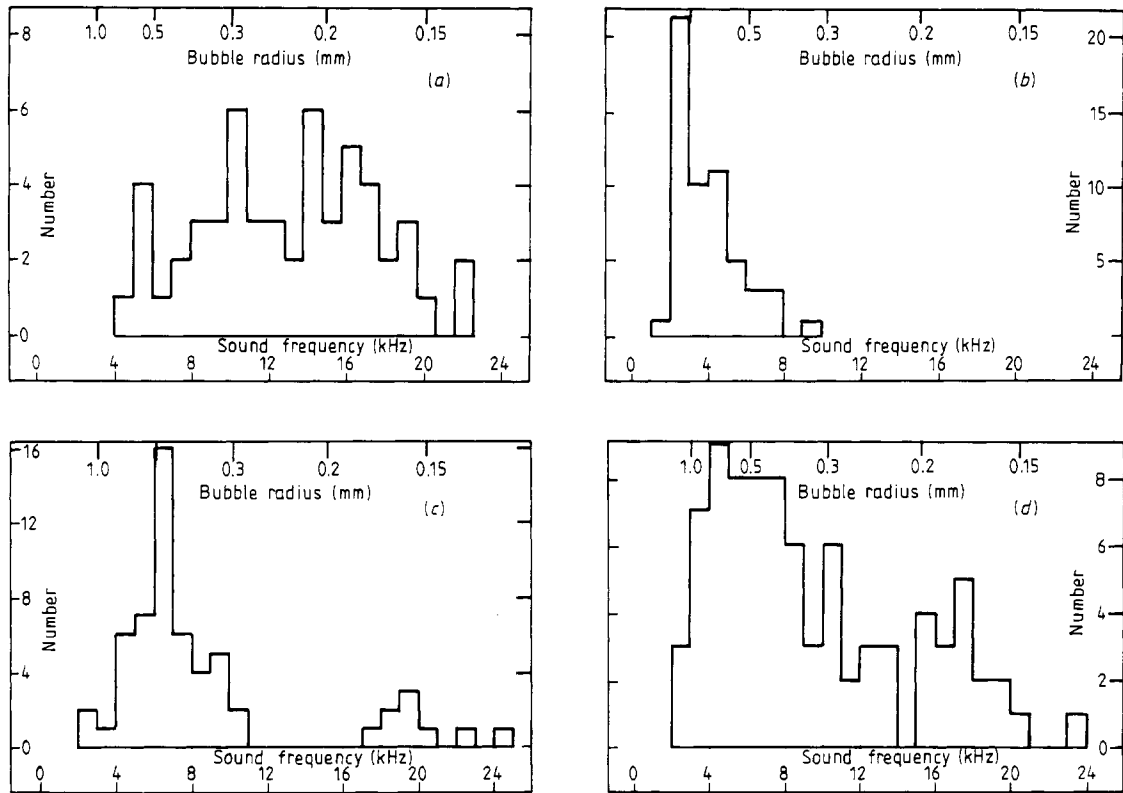 1.0 0.5 0.3 0.2 0.15
Bubble radius (mm)
(a)
8
6
4
2
0
Number
Sound frequency (kHz)
0 4 8 12 16 20 24
0.5 0.3 0.2 0.15
Bubble radius (mm)
(b)
20
15
10
5
Number
Sound frequency (kHz)
0 4 8 12 16 20 24
1.0 0.3 0.2 0.15
Bubble radius (mm)
(c)
16
12
8
4
0
Number
Sound frequency (kHz)
0 4 8 12 16 20 24
1.0 0.5 0.3 0.2 0.15
Bubble radius (mm)
(d)
8
6
4
2
0
Number
Sound frequency (kHz)
0 4 8 12 16 20 24